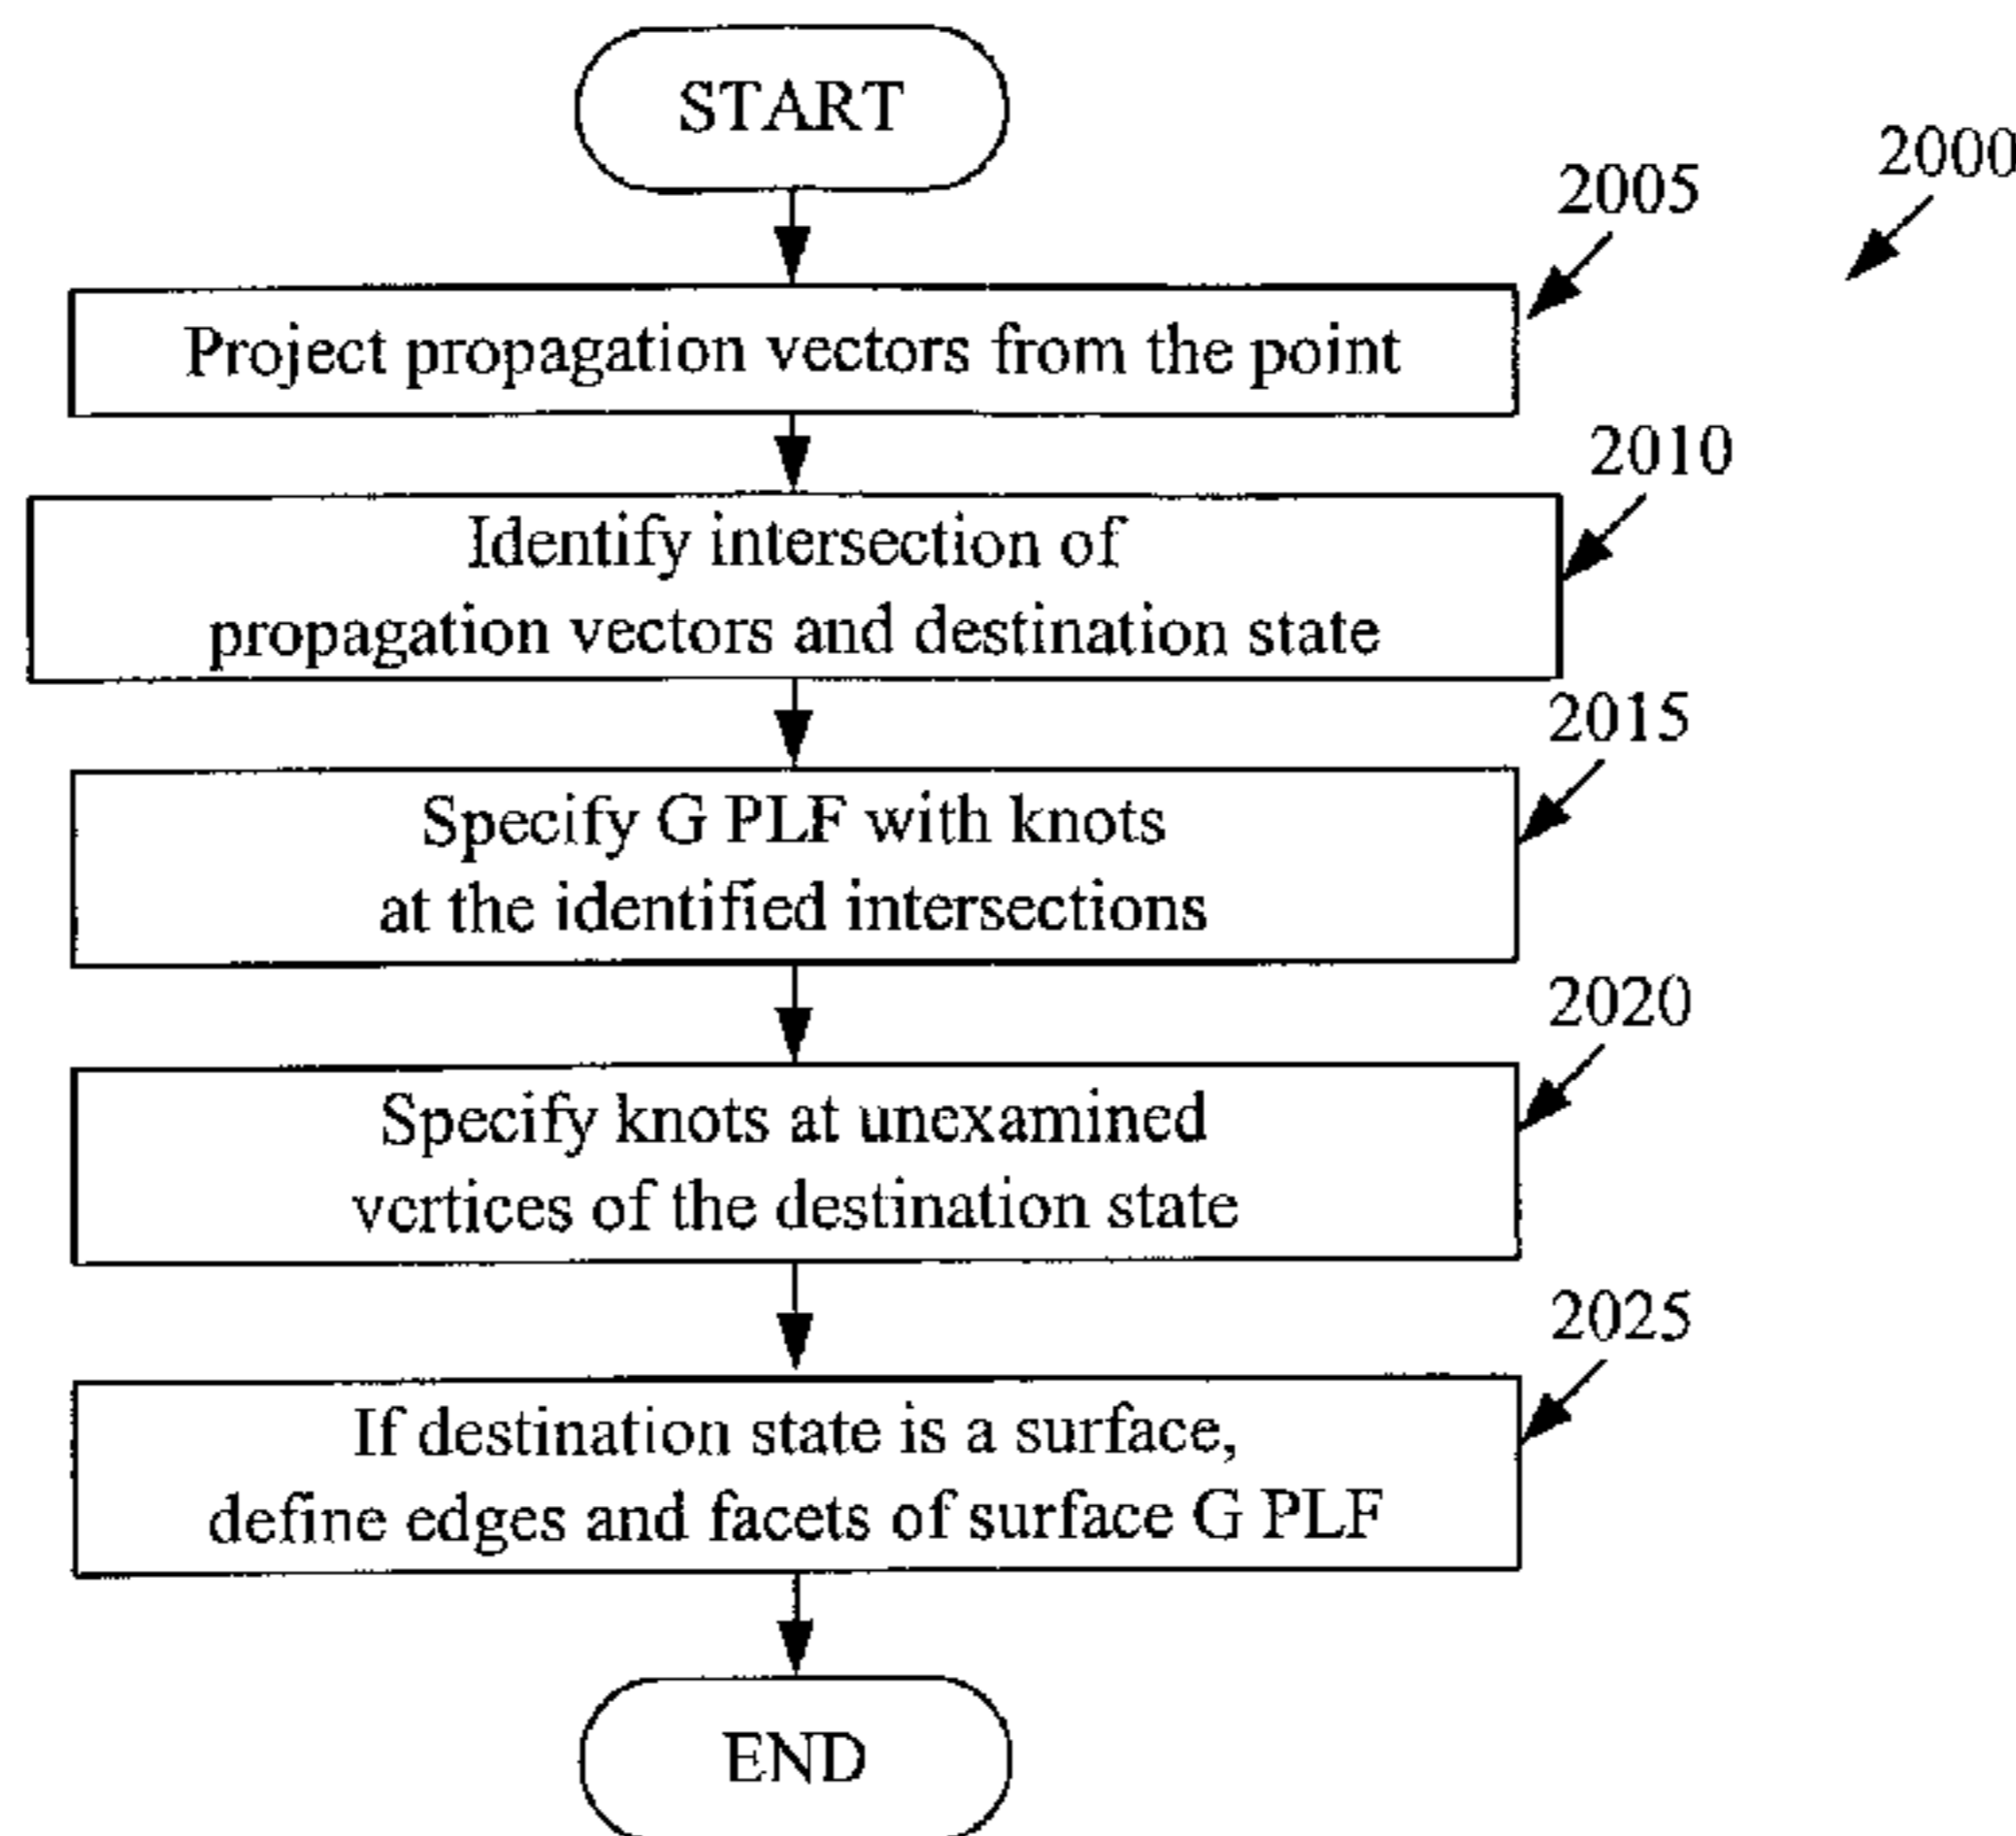 START
2000
2005
Project propagation vectors from the point
2010
Identify intersection of
propagation vectors and destination state
2015
Specify G PLF with knots
at the identified intersections
2020
Specify knots at unexamined
vertices of the destination state
2025
If destination state is a surface,
define edges and facets of surface G PLF
END